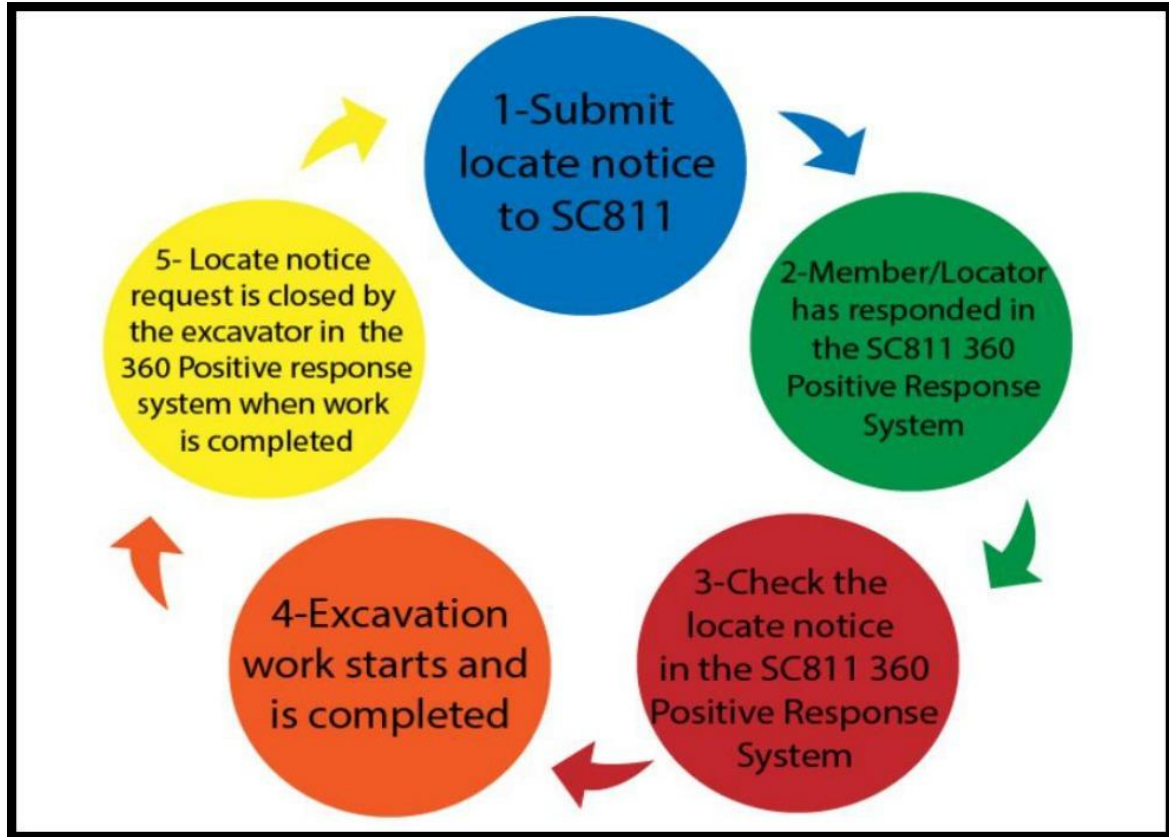 1-Submit
locate notice
to SC811
2-Member/Locator
has responded in
the SC811 360
Positive Response
System
3-Check the
locate notice
in the SC811 360
Positive Response
System
4-Excavation
work starts and
is completed
5- Locate notice
request is closed by
the excavator in the
360 Positive response
system when work
is completed